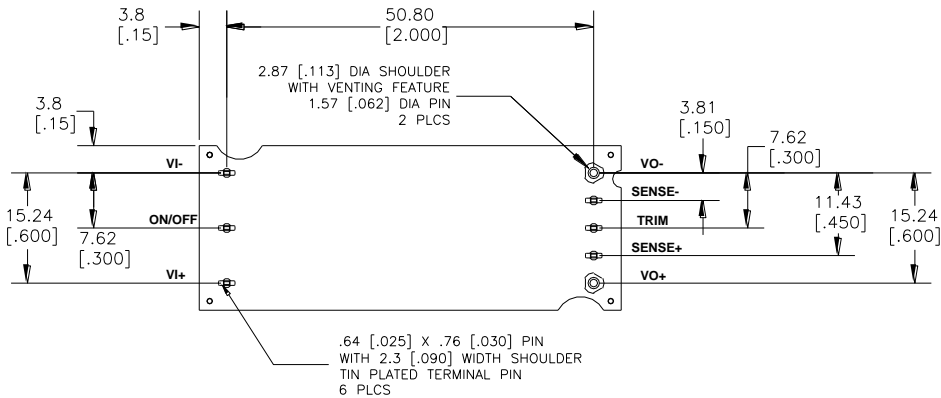 3.8
[.15]
50.80
[2.000]
2.87 [.113] DIA SHOULDER
WITH VENTING FEATURE
1.57 [.062] DIA PIN
2 PLCS
3.81
[.150]
7.62
[.300]
3.8
[.15]
VI-
VO-
SENSE-
15.24
[.600]
ON/OFF
7.62
[.300]
TRIM
11.43
[.450]
15.24
[.600]
SENSE+
VI+
VO+
.64 [.025] X .76 [.030] PIN
WITH 2.3 [.090] WIDTH SHOULDER
TIN PLATED TERMINAL PIN
6 PLCS